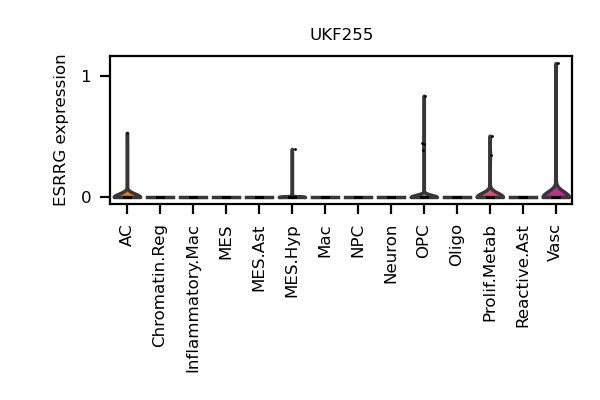 UKF255
ESRRG expression
1
0
AC
Chromatin.Reg
Inflammatory.Mac
MES
MES.Ast
MES.Hyp
Mac
NPC
Neuron
OPC
Oligo
Prolif.Metab
Reactive.Ast
Vasc